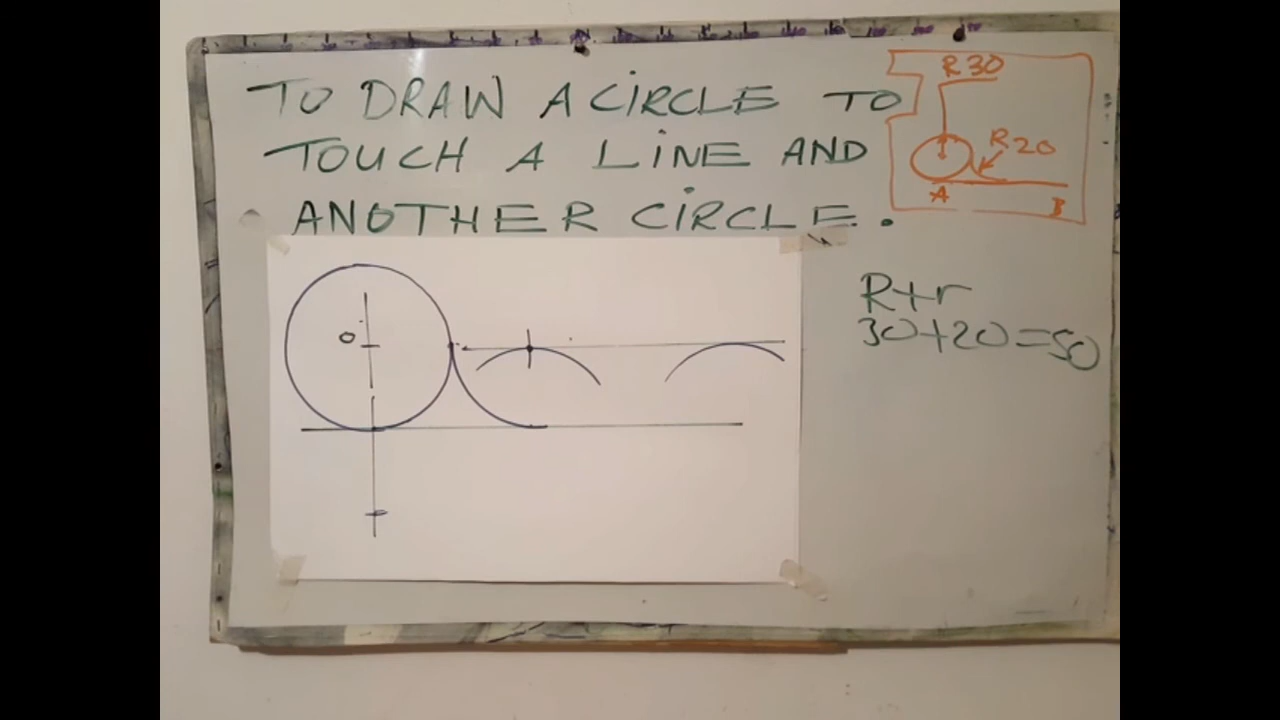 TO DRAW A CIRCLE TO
TOUCH A LINE AND
ANOTHER CIRCLE.
R30
R20
A
B
R+r
30+20=50
O